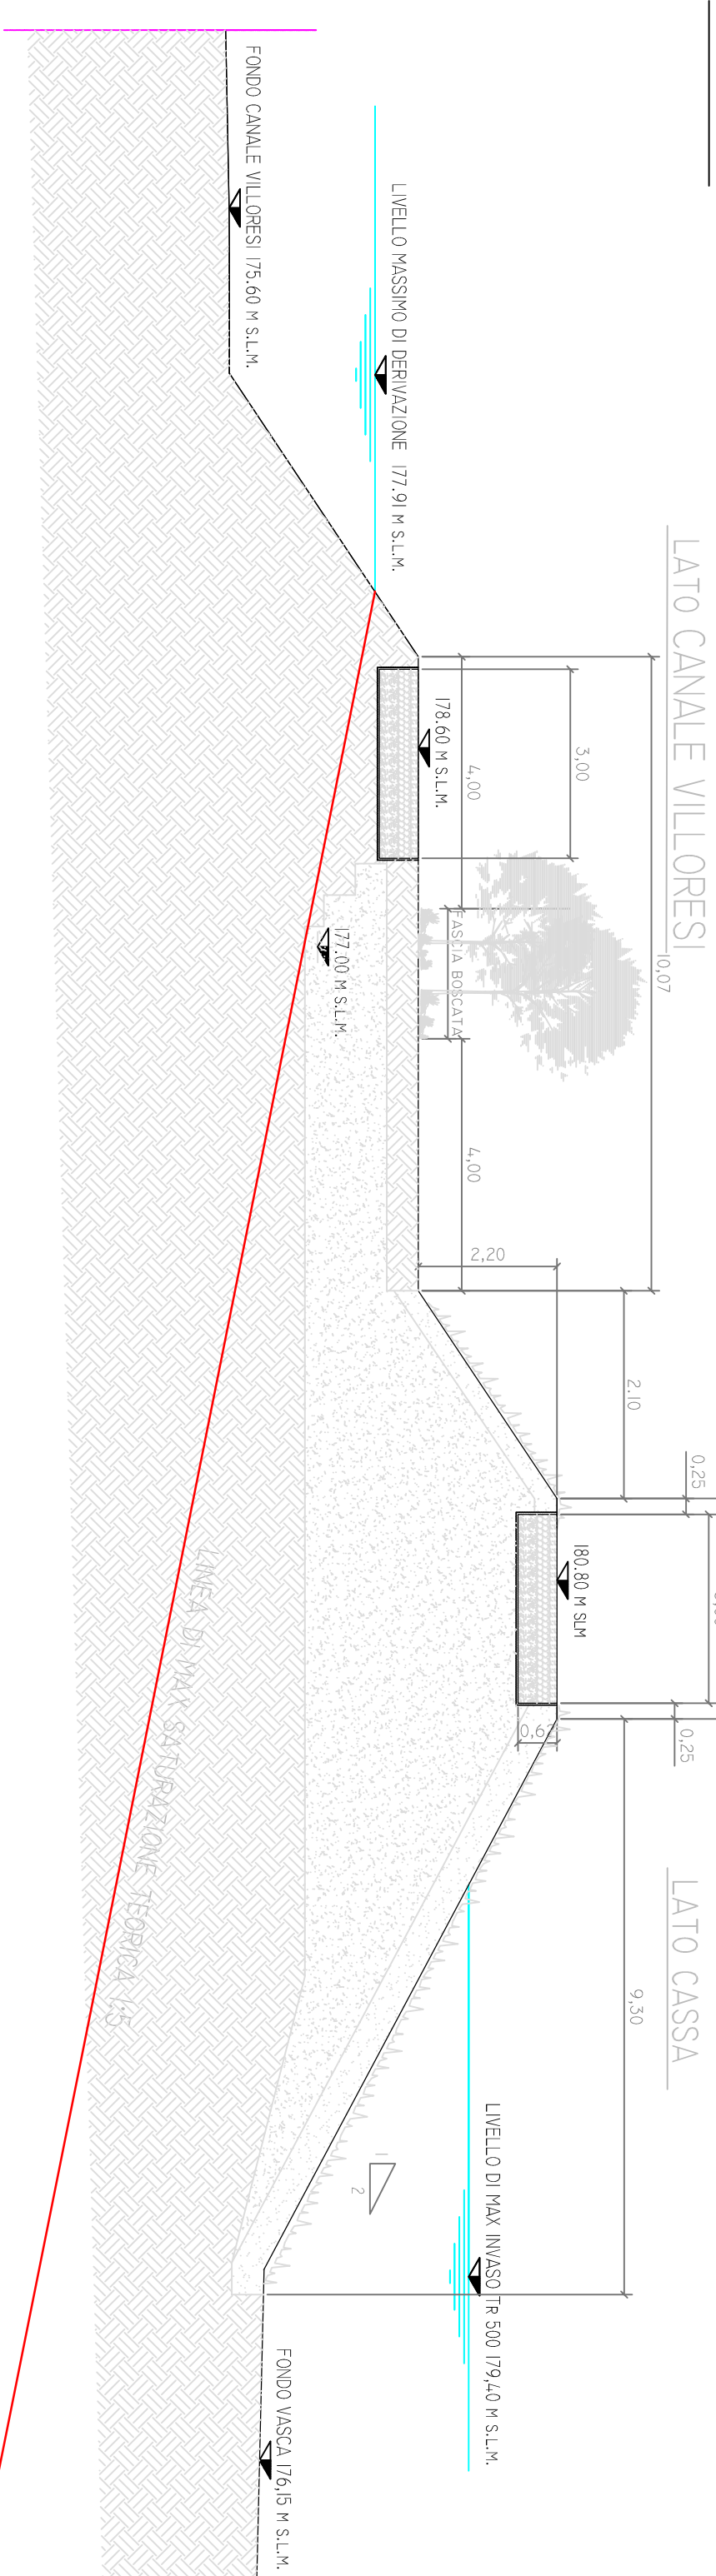 LATO CANALE VILLORESI
LATO CASSA
10,07
3,00
4,00
4,00
FASCIA BOSCATA
2,20
2.10
0,25
0,25
9,30
178.60 M S.L.M.
180.80 M SLM
LIVELLO MASSIMO DI DERIVAZIONE 177.91 M S.L.M.
LIVELLO DI MAX INVASO TR 500 179,40 M S.L.M.
177.00 M S.L.M.
1
2
FONDO CANALE VILLORESI 175.60 M S.L.M.
FONDO VASCA 176,15 M S.L.M.
LINEA DI MAX SATURAZIONE TEORICA 1:5